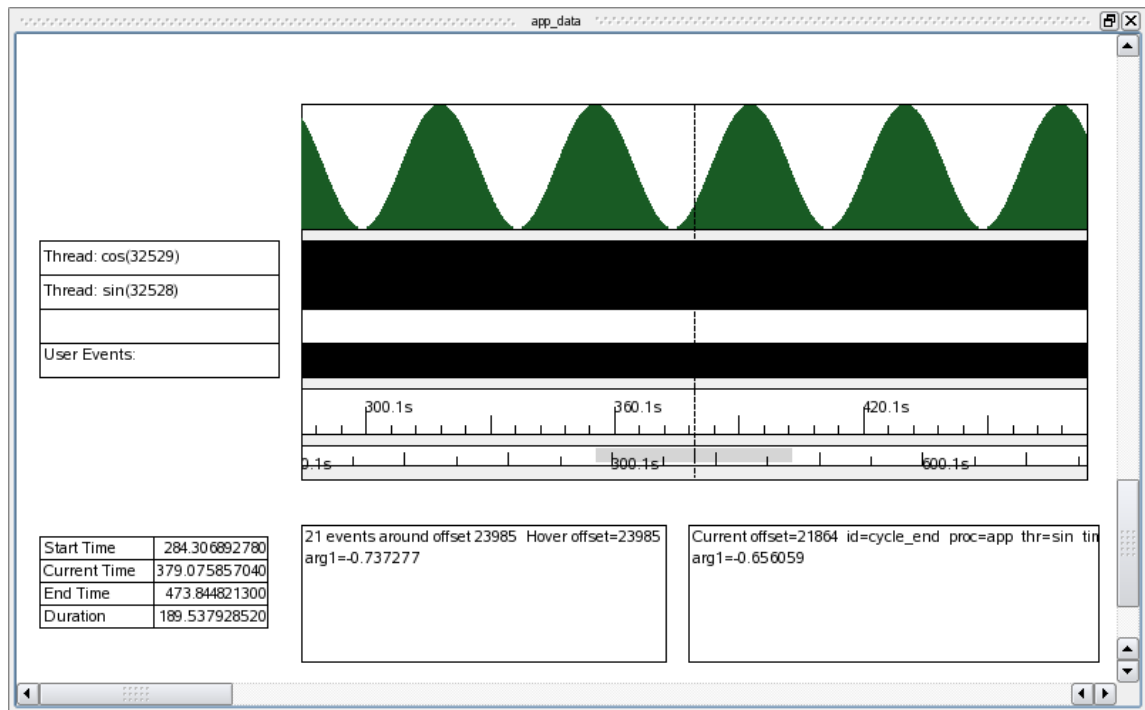 app_data
Thread: cos(32529)
Thread: sin(32528)
User Events:
300.1s 360.1s 420.1s
0.1s 300.1s 600.1s
Start Time 284.306892780
Current Time 379.075857040
End Time 473.844821300
Duration 189.537928520
21 events around offset 23985 Hover offset=23985
arg1=-0.737277
Current offset=21864 id=cycle_end proc=app thr=sin
arg1=-0.656059